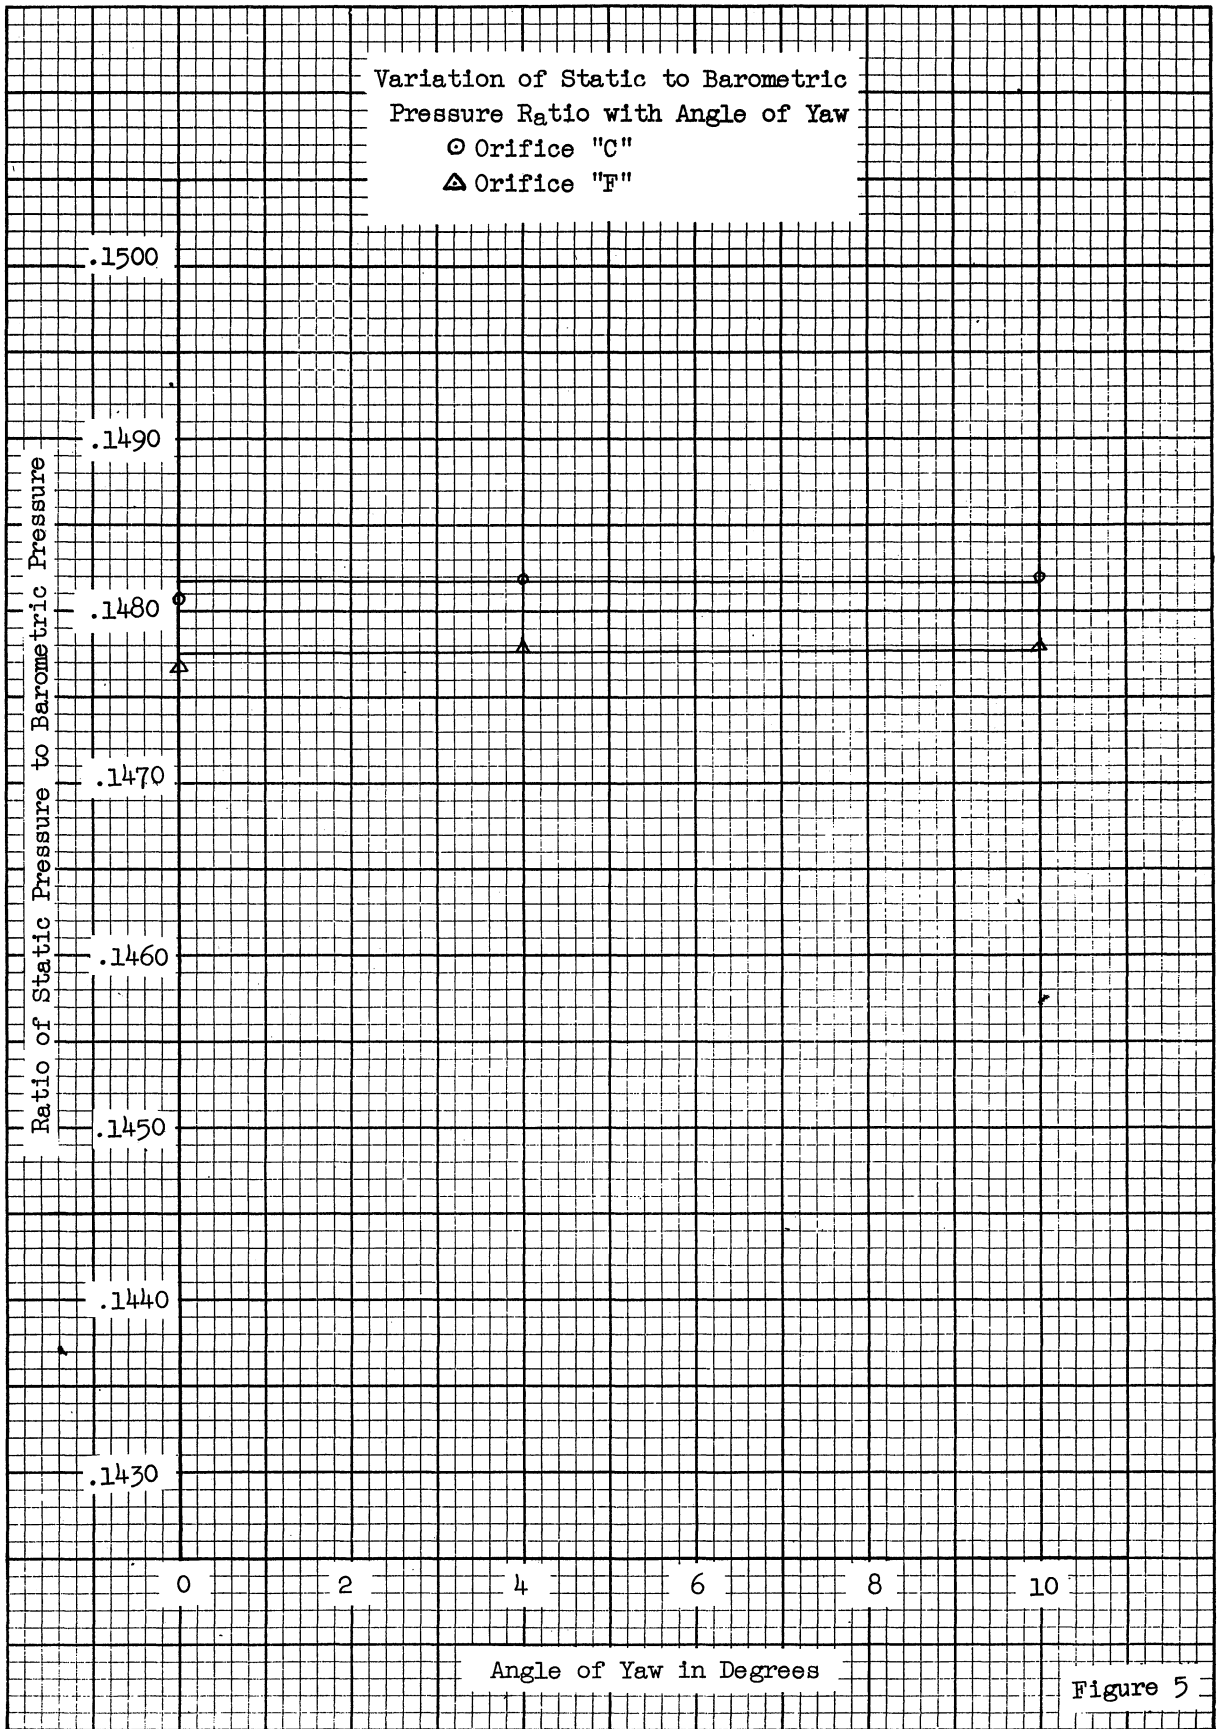 Variation of Static to Barometric
Pressure Ratio with Angle of Yaw
Orifice "C"
Orifice "F"
.1500
.1490
.1480
.1470
.1460
.1450
.1440
.1430
Ratio of Static Pressure to Barometric Pressure
0 2 4 6 8 10
Angle of Yaw in Degrees
Figure 5